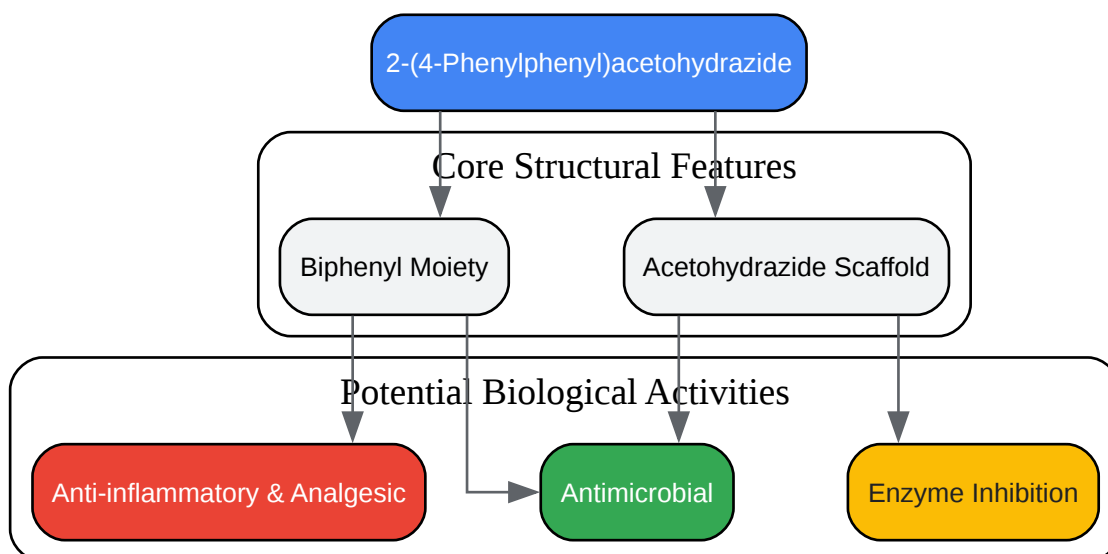 2-(4-Phenylphenyl)acetohydrazide
Core Structural Features
Biphenyl Moiety
Acetohydrazide Scaffold
Potential Biological Activities
Anti-inflammatory & Analgesic
Antimicrobial
Enzyme Inhibition